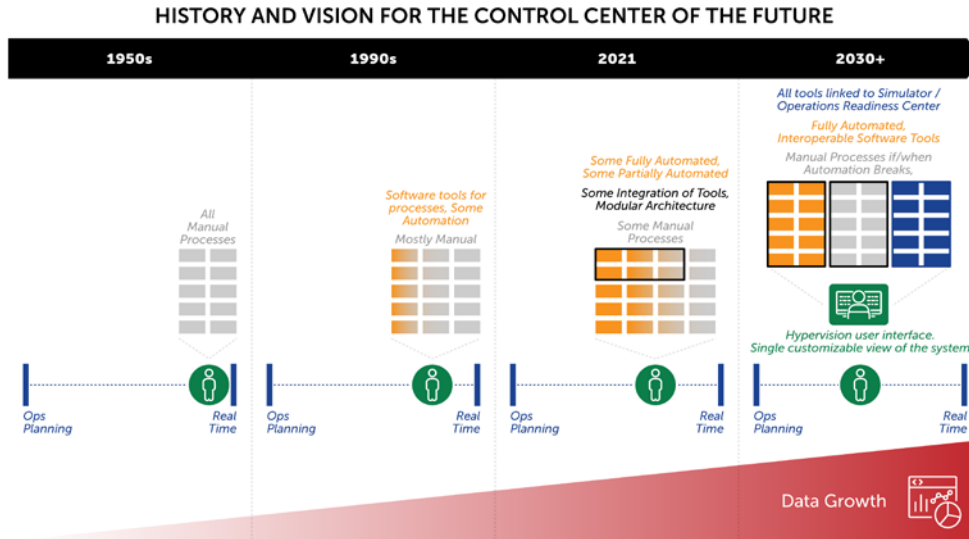 HISTORY AND VISION FOR THE CONTROL CENTER OF THE FUTURE
1950s
1990s
2021
2030+
All
Manual
Processes
Software tools for
processes, Some
Automation
Mostly Manual
Some Fully Automated,
Some Partially Automated
Some Integration of Tools,
Modular Architecture
Some Manual
Processes
All tools linked to Simulator /
Operations Readiness Center
Fully Automated,
Interoperable Software Tools
Manual Processes if/when
Automation Breaks,
Hypervision user interface.
Single customizable view of the system
Ops
Planning
Real
Time
Ops
Planning
Real
Time
Ops
Planning
Real
Time
Ops
Planning
Real
Time
Data Growth